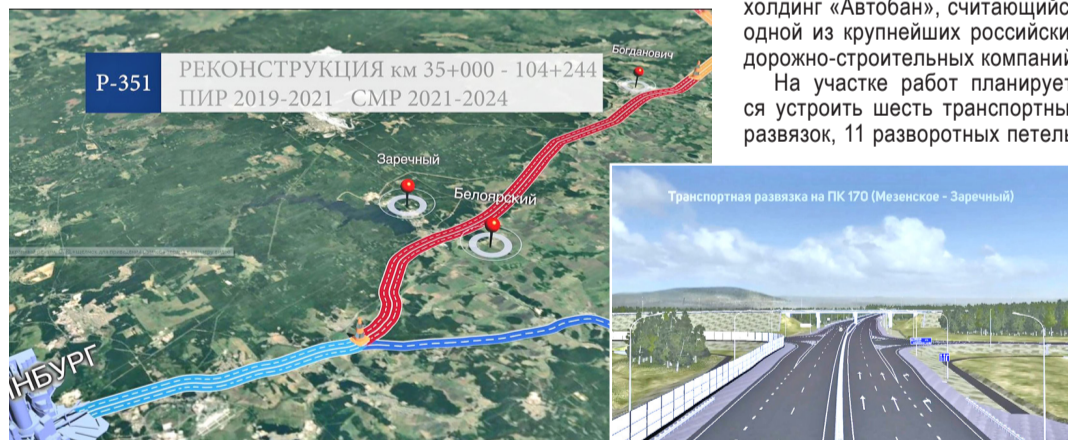 Р-351
РЕКОНСТРУКЦИЯ км 35+000 - 104+244
ПИР 2019-2021 СМР 2021-2024
Богданович
Заречный
Белоярский
НБУРГ
холдинг «Автобан», считающийс
одной из крупнейших российски
дорожно-строительных компаний
На участке работ планирует-
ся устроить шесть транспортны
развязок, 11 разворотных петель
Транспортная развязка на ПК 170 (Мезенское - Заречный)